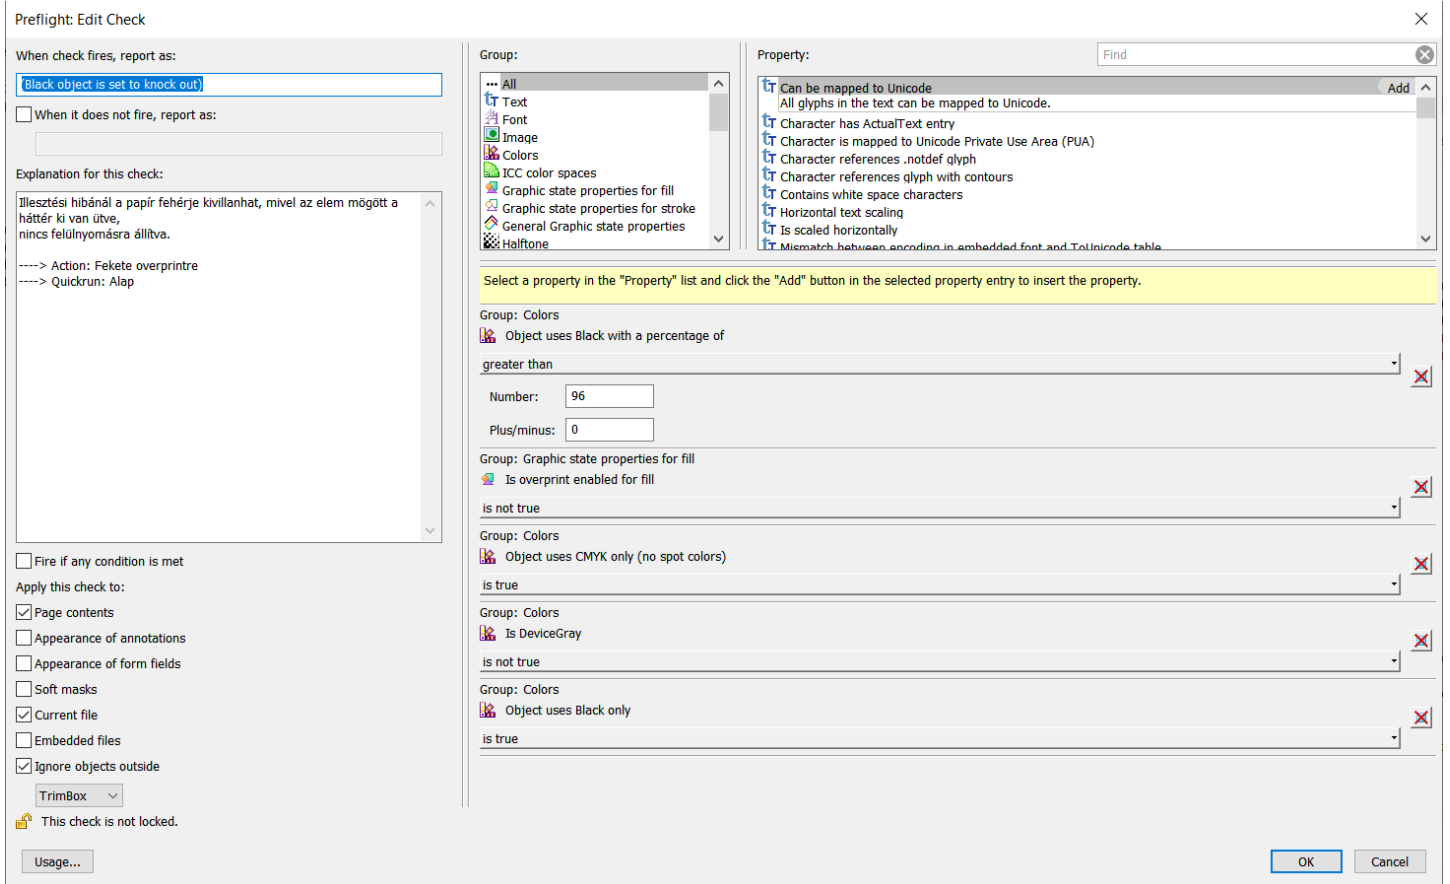 Preflight: Edit Check
When check fires, report as:
(Black object is set to knock out)
When it does not fire, report as:
Explanation for this check:
Illesztési hibánál a papír fehérje kivillanhat, mivel az elem mögött a
háttér ki van ütve,
nincs felülnyomásra állítva.
----> Action: Fekete overprintre
----> Quickrun: Alap
Fire if any condition is met
Apply this check to:
Page contents
Appearance of annotations
Appearance of form fields
Soft masks
Current file
Embedded files
Ignore objects outside
TrimBox
This check is not locked.
Usage...
Group:
All
Text
Font
Image
Colors
ICC color spaces
Graphic state properties for fill
Graphic state properties for stroke
General Graphic state properties
Halftone
Property:
Find
Can be mapped to Unicode Add
All glyphs in the text can be mapped to Unicode.
Character has ActualText entry
Character is mapped to Unicode Private Use Area (PUA)
Character references .notdef glyph
Character references glyph with contours
Contains white space characters
Horizontal text scaling
Is scaled horizontally
Mismatch between encoding in embedded font and ToUnicode table
Select a property in the "Property" list and click the "Add" button in the selected property entry to insert the property.
Group: Colors
Object uses Black with a percentage of
greater than
Number: 96
Plus/minus: 0
Group: Graphic state properties for fill
Is overprint enabled for fill
is not true
Group: Colors
Object uses CMYK only (no spot colors)
is true
Group: Colors
Is DeviceGray
is not true
Group: Colors
Object uses Black only
is true
OK Cancel